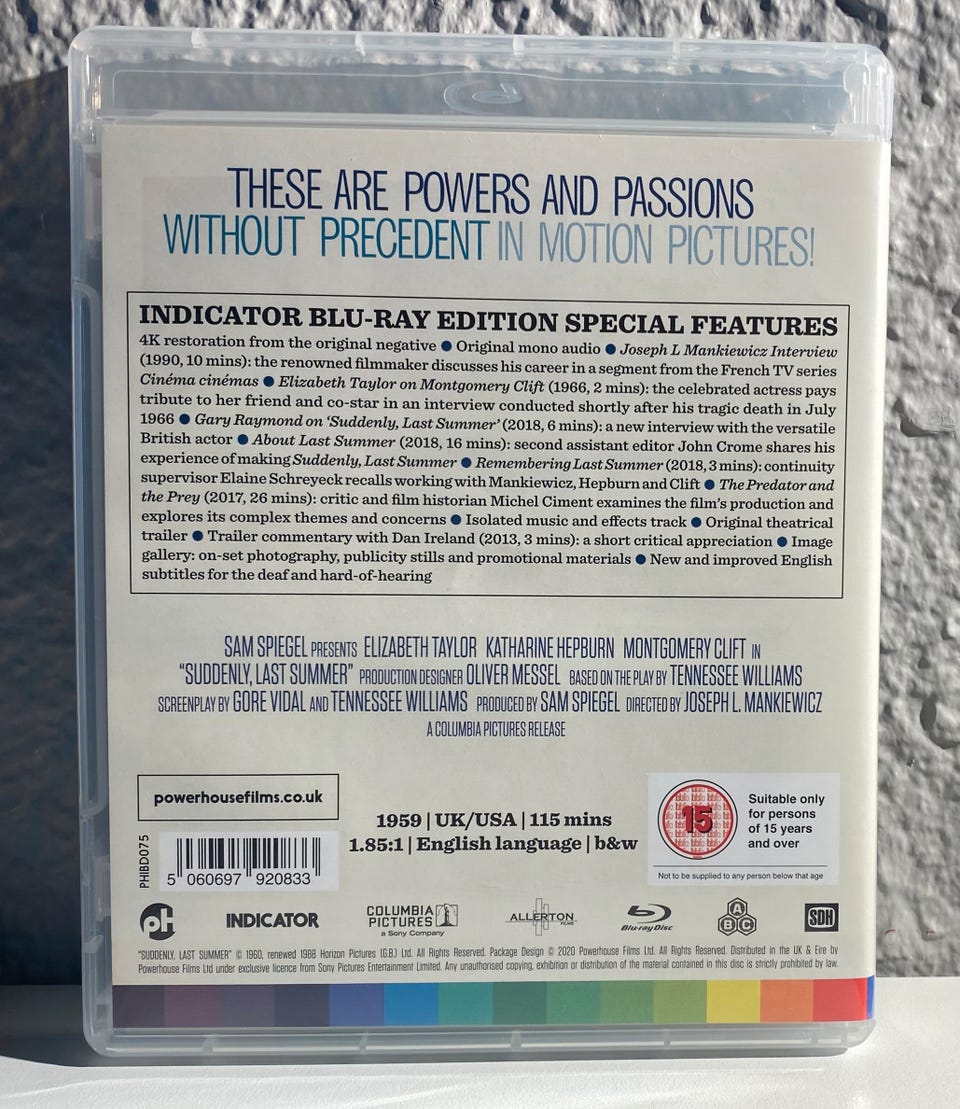 THESE ARE POWERS AND PASSIONS
WITHOUT PRECEDENT IN MOTION PICTURES!
INDICATOR BLU-RAY EDITION SPECIAL FEATURES
4K restoration from the original negative ● Original mono audio ● Joseph L Mankiewicz Interview
(1990, 10 mins): the renowned filmmaker discusses his career in a segment from the French TV series
Cinéma cinémas ● Elizabeth Taylor on Montgomery Clift (1966, 2 mins): the celebrated actress pays
tribute to her friend and co-star in an interview conducted shortly after his tragic death in July
1966 ● Gary Raymond on ‘Suddenly, Last Summer’ (2018, 6 mins): a new interview with the versatile
British actor ● About Last Summer (2018, 16 mins): second assistant editor John Crome shares his
experience of making Suddenly, Last Summer ● Remembering Last Summer (2018, 3 mins): continuity
supervisor Elaine Schreyeck recalls working with Mankiewicz, Hepburn and Clift ● The Predator and
the Prey (2017, 26 mins): critic and film historian Michel Ciment examines the film’s production and
explores its complex themes and concerns ● Isolated music and effects track ● Original theatrical
trailer ● Trailer commentary with Dan Ireland (2013, 3 mins): a short critical appreciation ● Image
gallery: on-set photography, publicity stills and promotional materials ● New and improved English
subtitles for the deaf and hard-of-hearing
SAM SPIEGEL PRESENTS ELIZABETH TAYLOR KATHARINE HEPBURN MONTGOMERY CLIFT IN
“SUDDENLY, LAST SUMMER” PRODUCTION DESIGNER OLIVER MESSEL BASED ON THE PLAY BY TENNESSEE WILLIAMS
SCREENPLAY BY GORE VIDAL AND TENNESSEE WILLIAMS PRODUCED BY SAM SPIEGEL DIRECTED BY JOSEPH L. MANKIEWICZ
A COLUMBIA PICTURES RELEASE
powerhousefilms.co.uk
PHIBD075
5 060697 920833
1959 | UK/USA | 115 mins
1.85:1 | English language | b&w
15
Suitable only
for persons
of 15 years
and over
Not to be supplied to any person below that age
pH
INDICATOR
COLUMBIA
PICTURES
a Sony Company
ALLERTON
FILMS
Blu-ray Disc
A
B C
SDH
“SUDDENLY, LAST SUMMER” © 1960, renewed 1988 Horizon Pictures (G.B.) Ltd. All Rights Reserved. Package Design © 2020 Powerhouse Films Ltd. All Rights Reserved. Distributed in the UK & Eire by
Powerhouse Films Ltd under exclusive licence from Sony Pictures Entertainment Limited. Any unauthorised copying, exhibition or distribution of the material contained in this disc is strictly prohibited by law.